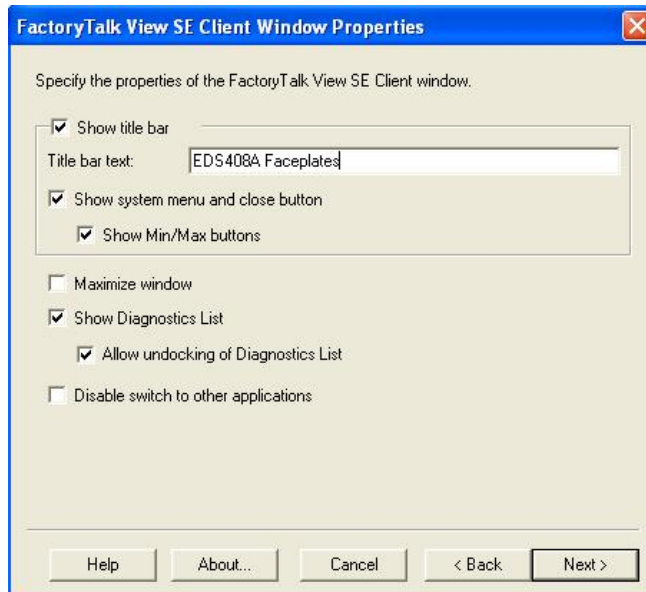 FactoryTalk View SE Client Window Properties
Specify the properties of the FactoryTalk View SE Client window.
Show title bar
Title bar text: EDS408A Faceplates
Show system menu and close button
Show Min/Max buttons
Maximize window
Show Diagnostics List
Allow undocking of Diagnostics List
Disable switch to other applications
Help About... Cancel < Back Next >